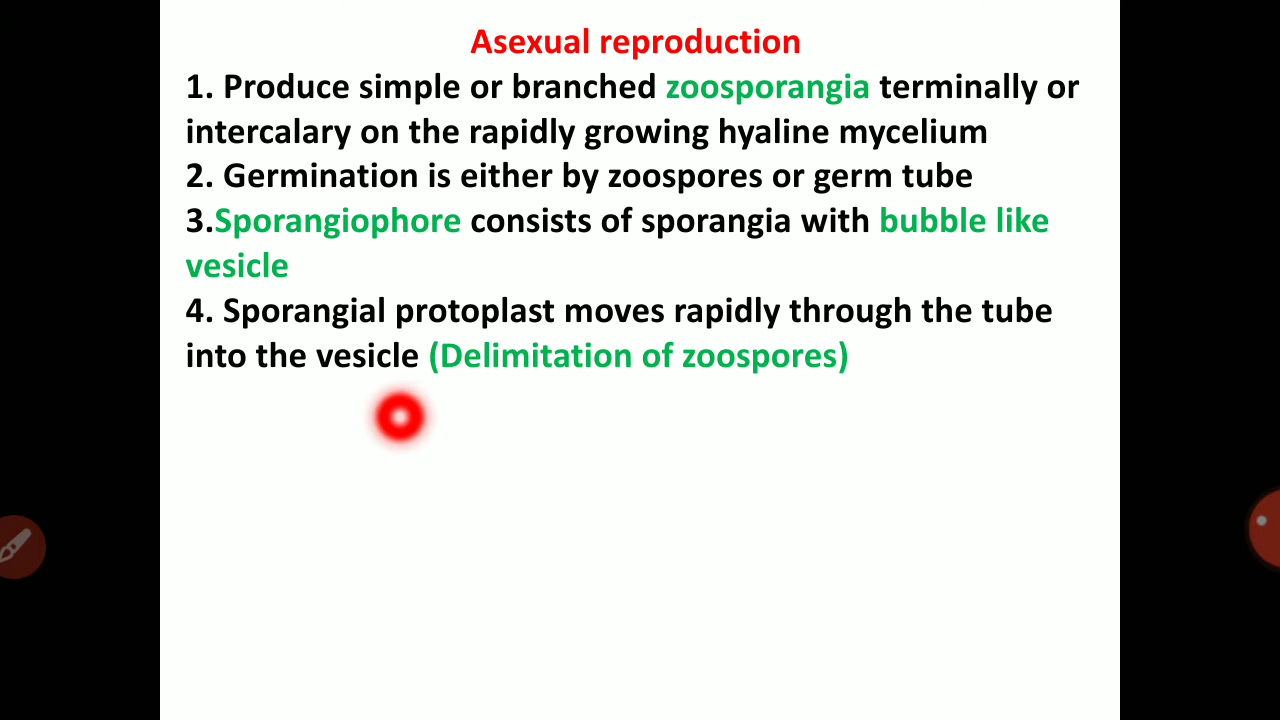 Asexual reproduction
1. Produce simple or branched zoosporangia terminally or
intercalary on the rapidly growing hyaline mycelium
2. Germination is either by zoospores or germ tube
3.Sporangiophore consists of sporangia with bubble like
vesicle
4. Sporangial protoplast moves rapidly through the tube
into the vesicle (Delimitation of zoospores)